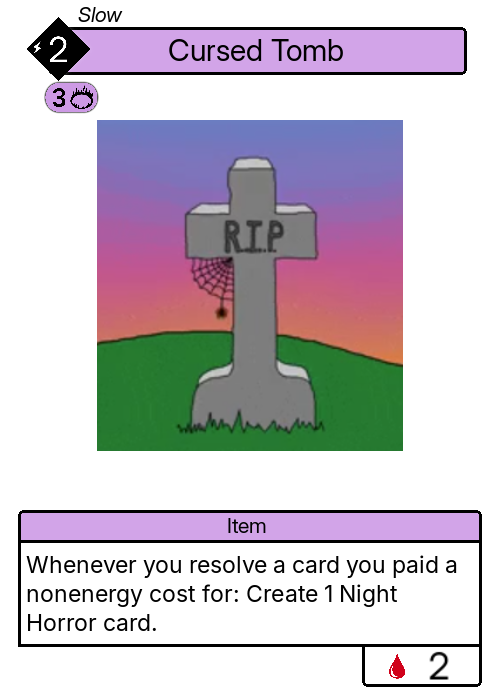 Slow
2
Cursed Tomb
3
R.I.P
Item
Whenever you resolve a card you paid a
nonenergy cost for: Create 1 Night
Horror card.
2